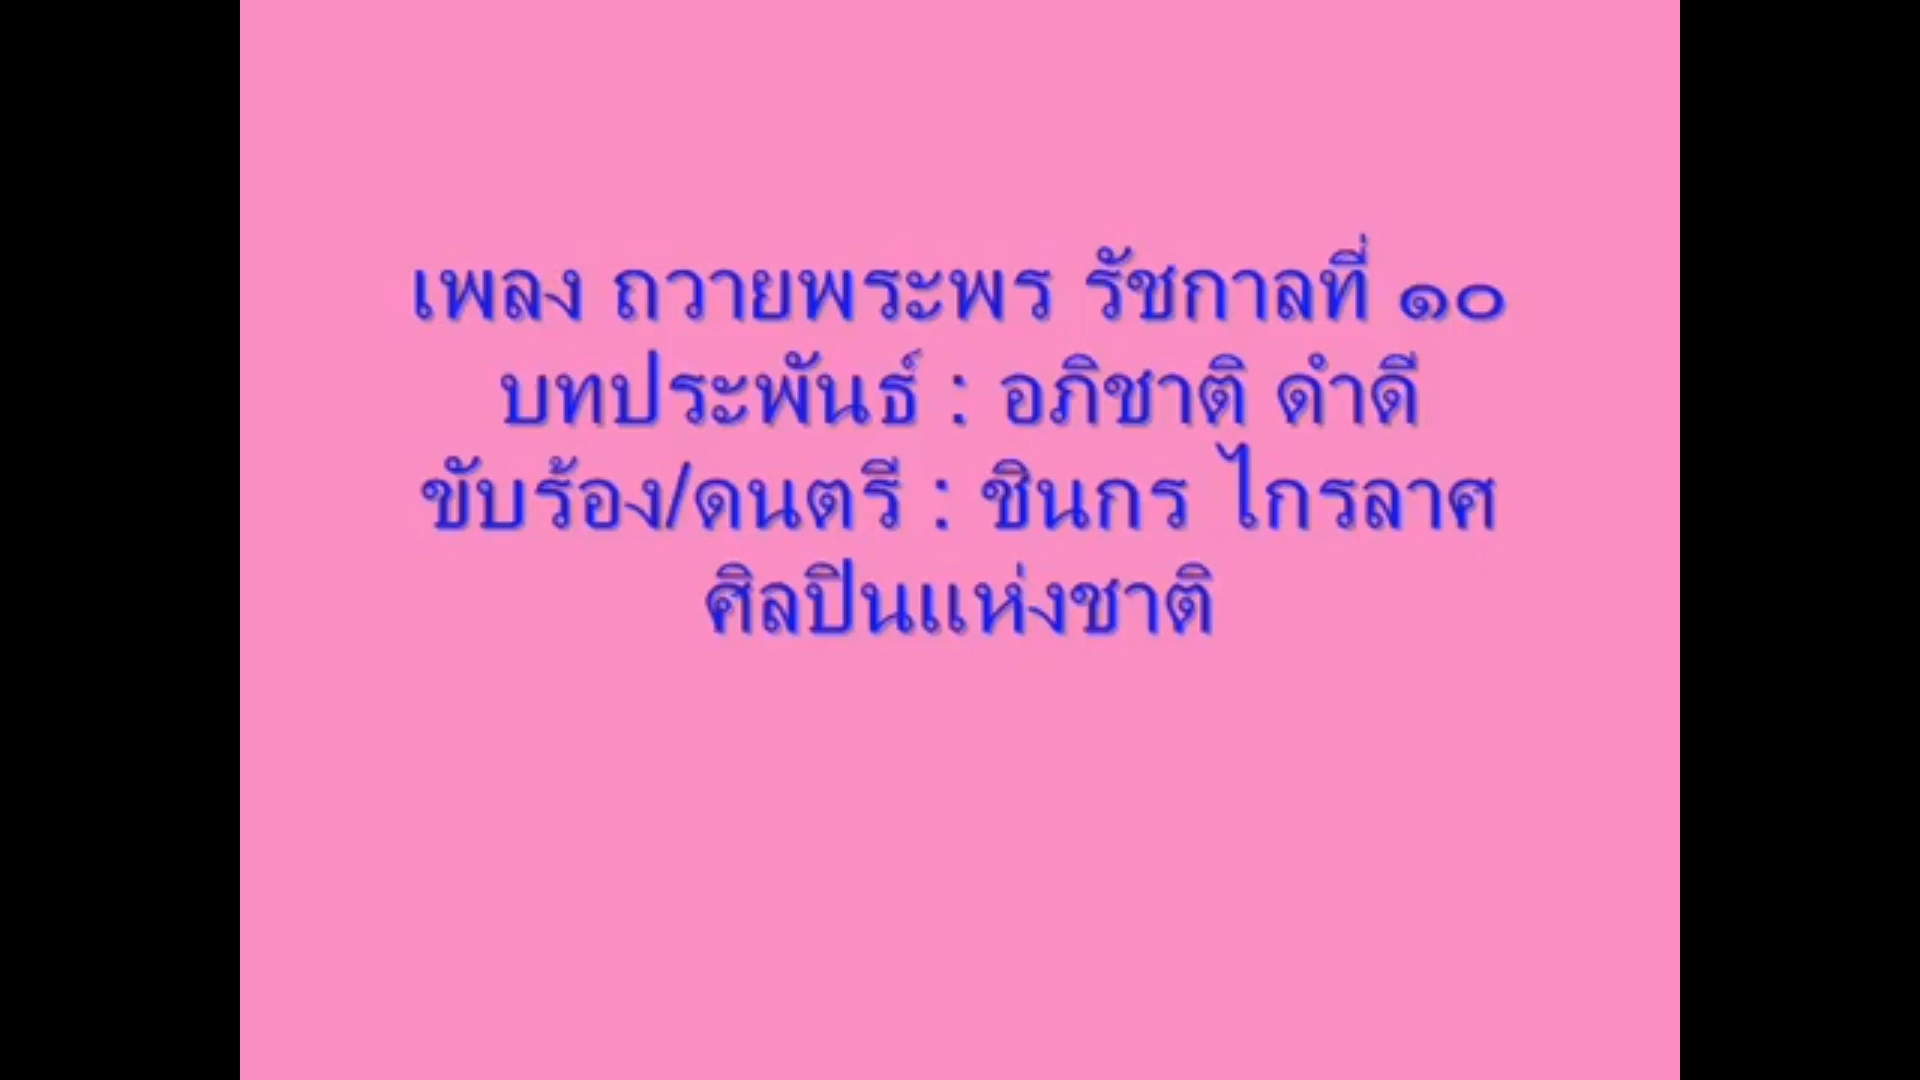 เพลง ถวายพระพร รัชกาลที่ ๑๐
บทประพันธ์ : อภิชาติ ดำดี
ขับร้อง/ดนตรี : ชินกร ไกรลาศ
ศิลปินแห่งชาติ